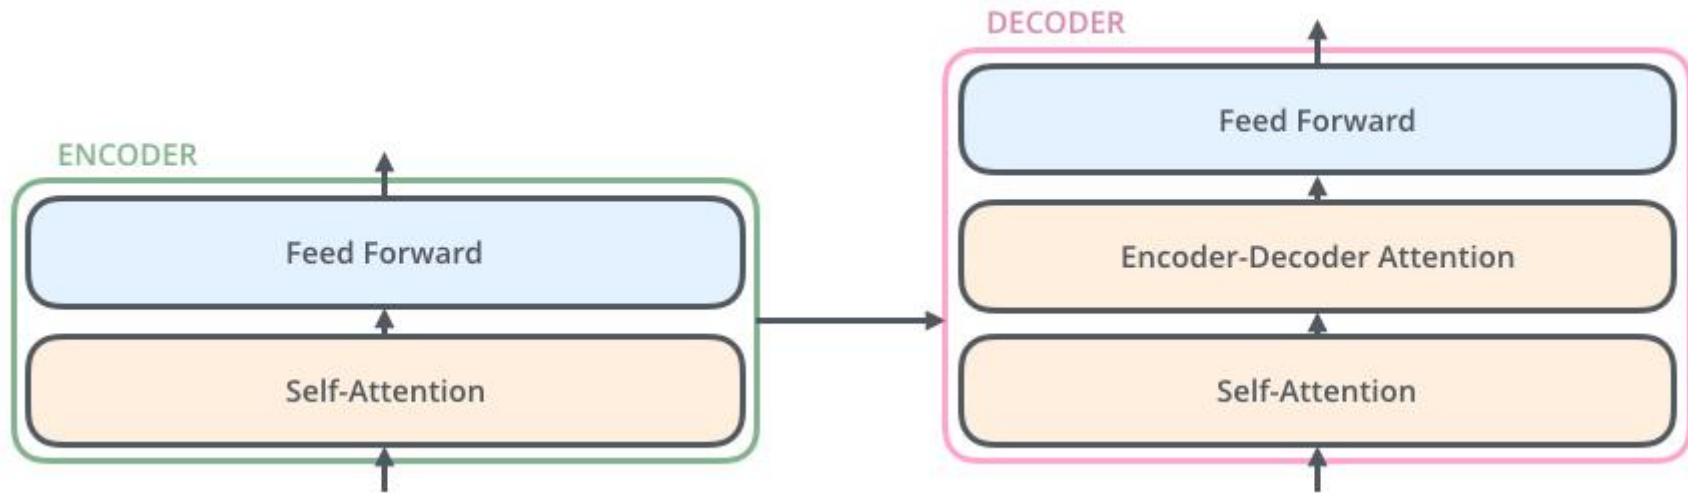 ENCODER
Feed Forward
Self-Attention
DECODER
Feed Forward
Encoder-Decoder Attention
Self-Attention